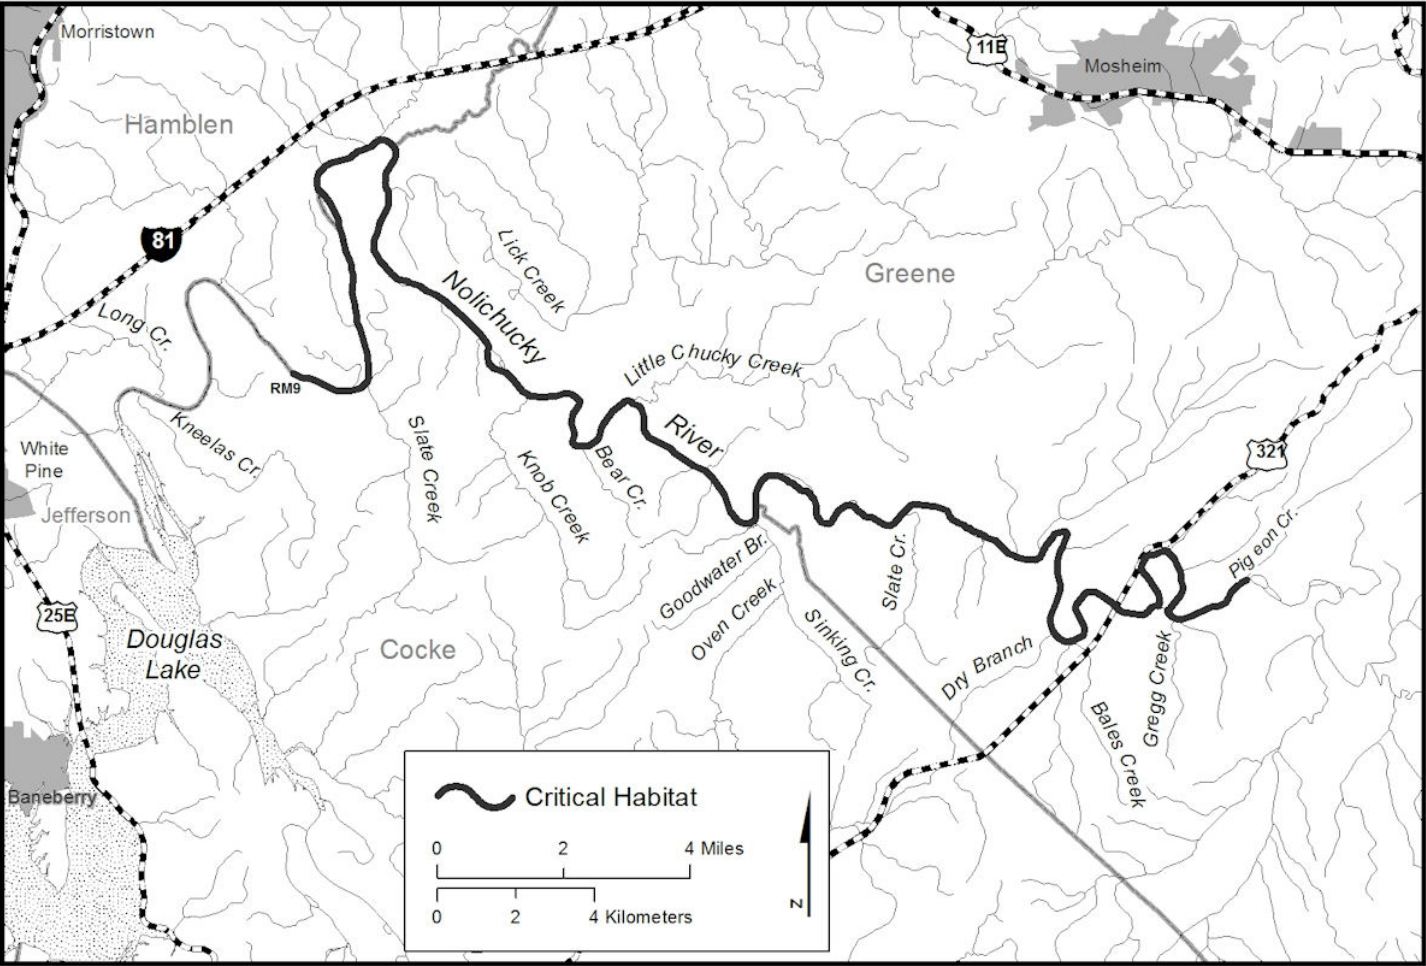 Morristown
11E
Mosheim
Hamblen
81
Lick Creek
Greene
Nolichucky
Long Cr.
Little Chucky Creek
RM9
Kneelas Cr.
Slate Creek
River
White
Pine
Knob Creek
Bear Cr.
321
Jefferson
Pigeon Cr.
Goodwater Br.
Slate Cr.
Oven Creek
Sinking Cr.
25E
Douglas
Lake
Cocke
Dry Branch
Gregg Creek
Bales Creek
Baneberry
Critical Habitat
0 2 4 Miles
0 2 4 Kilometers
N